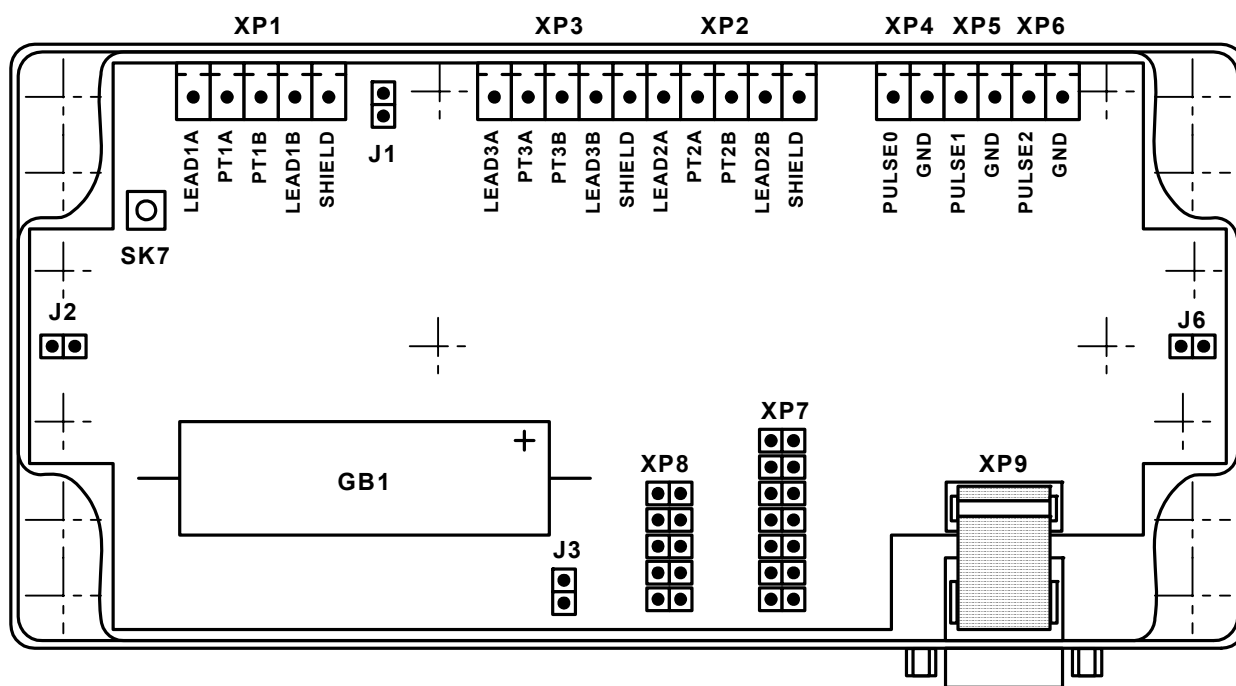 XP1 XP3 XP2 XP4 XP5 XP6
J1
LEAD1A
PT1A
PT1B
LEAD1B
SHIELD
LEAD3A
PT3A
PT3B
LEAD3B
SHIELD
LEAD2A
PT2A
PT2B
LEAD2B
SHIELD
PULSE0
GND
PULSE1
GND
PULSE2
GND
SK7
J2
J6
XP7
XP8
XP9
+
GB1
J3